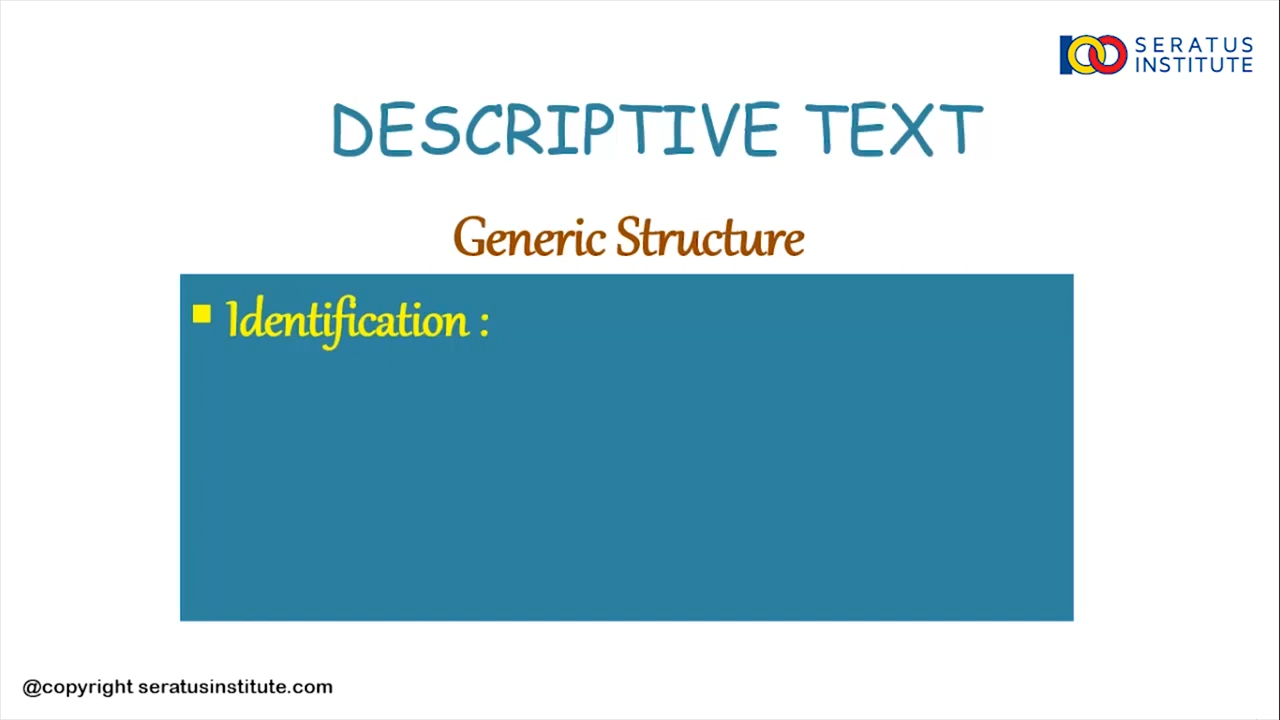 SERATUS
INSTITUTE
DESCRIPTIVE TEXT
Generic Structure
▪ Identification :
@copyright seratusinstitute.com